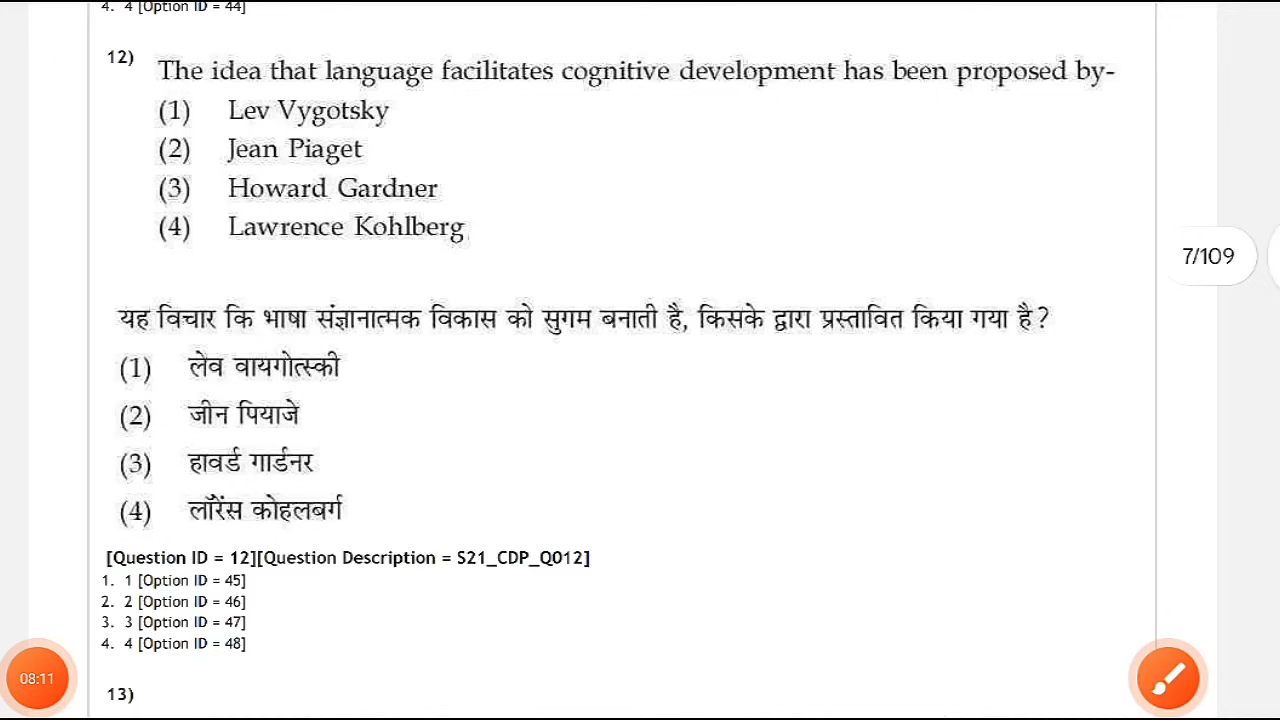 4. 4 [Option ID = 44]
12)
The idea that language facilitates cognitive development has been proposed by-
(1) Lev Vygotsky
(2) Jean Piaget
(3) Howard Gardner
(4) Lawrence Kohlberg
7/109
यह विचार कि भाषा संज्ञानात्मक विकास को सुगम बनाती है, किसके द्वारा प्रस्तावित किया गया है?
(1) लेव वायगोत्स्की
(2) जीन पियाजे
(3) हावर्ड गार्डनर
(4) लॉरेंस कोहलबर्ग
[Question ID = 12][Question Description = S21_CDP_Q012]
1. 1 [Option ID = 45]
2. 2 [Option ID = 46]
3. 3 [Option ID = 47]
4. 4 [Option ID = 48]
08:11
13)